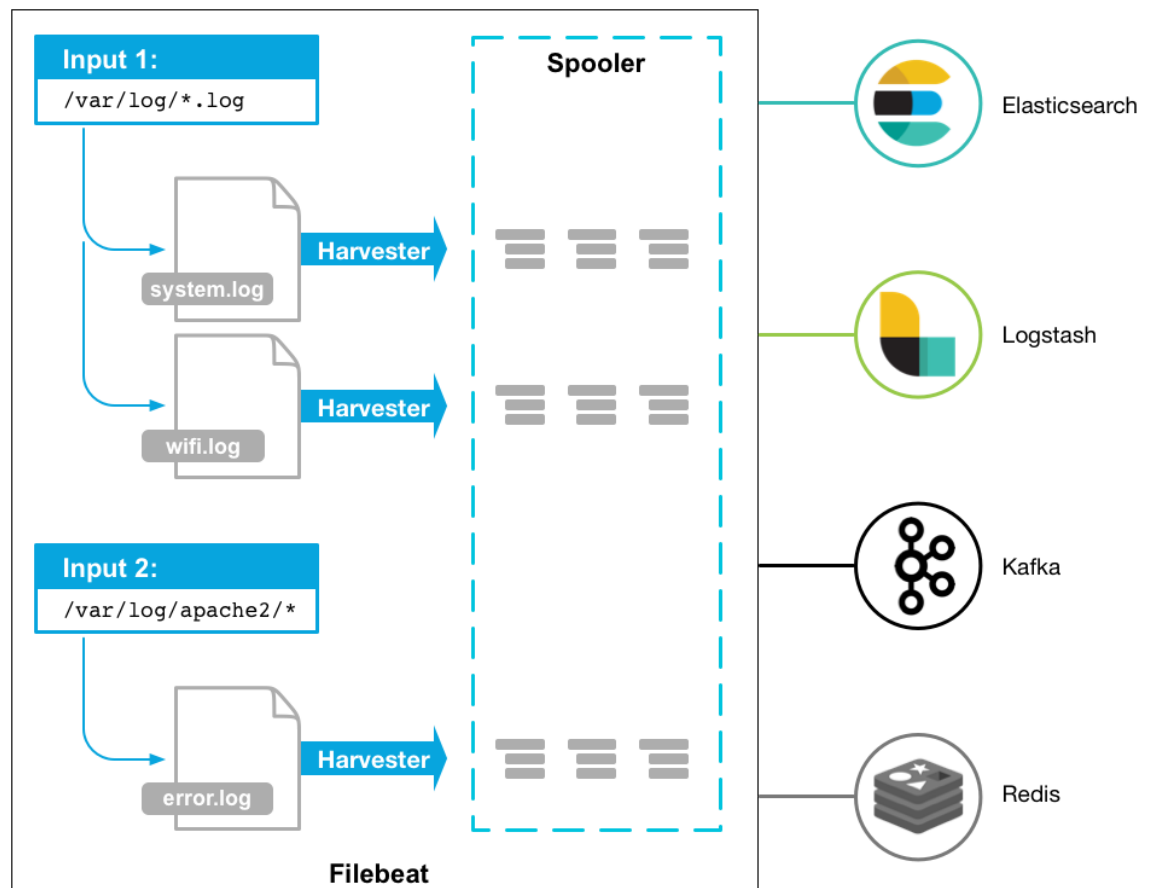 Input 1:
/var/log/*.log
system.log
Harvester
wifi.log
Harvester
Input 2:
/var/log/apache2/*
error.log
Harvester
Spooler
Filebeat
Elasticsearch
Logstash
Kafka
Redis